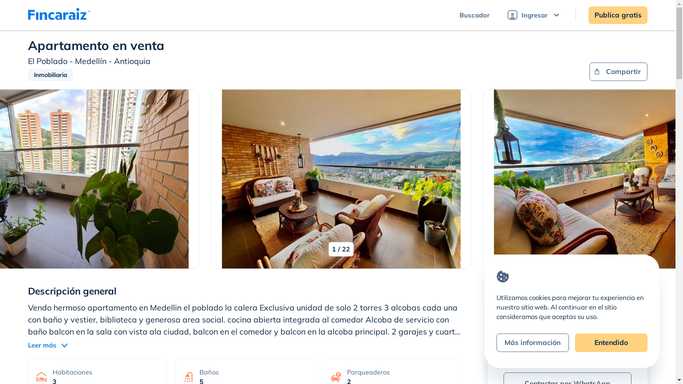 Fincaraiz
Buscador
Ingresar
Publica gratis
Apartamento en venta
El Poblado - Medellín - Antioquia
Inmobiliaria
Compartir
1 / 22
Descripción general
Vendo hermoso apartamento en Medellin el poblado la calera Exclusiva unidad de solo 2 torres 3 alcobas cada una
con baño y vestier, biblioteca y generosa area social. cocina abierta integrada al comedor Alcoba de servicio con
baño balcon en la sala con vista ala ciudad, balcon en el comedor y balcon en la alcoba principal. 2 garajes y cuart...
Leer más
Habitaciones
3
Baños
5
Parqueaderos
2
Utilizamos cookies para mejorar tu experiencia en
nuestro sitio web. Al continuar en el sitio
consideramos que aceptas su uso.
Más información
Entendido
Contactar por WhatsApp